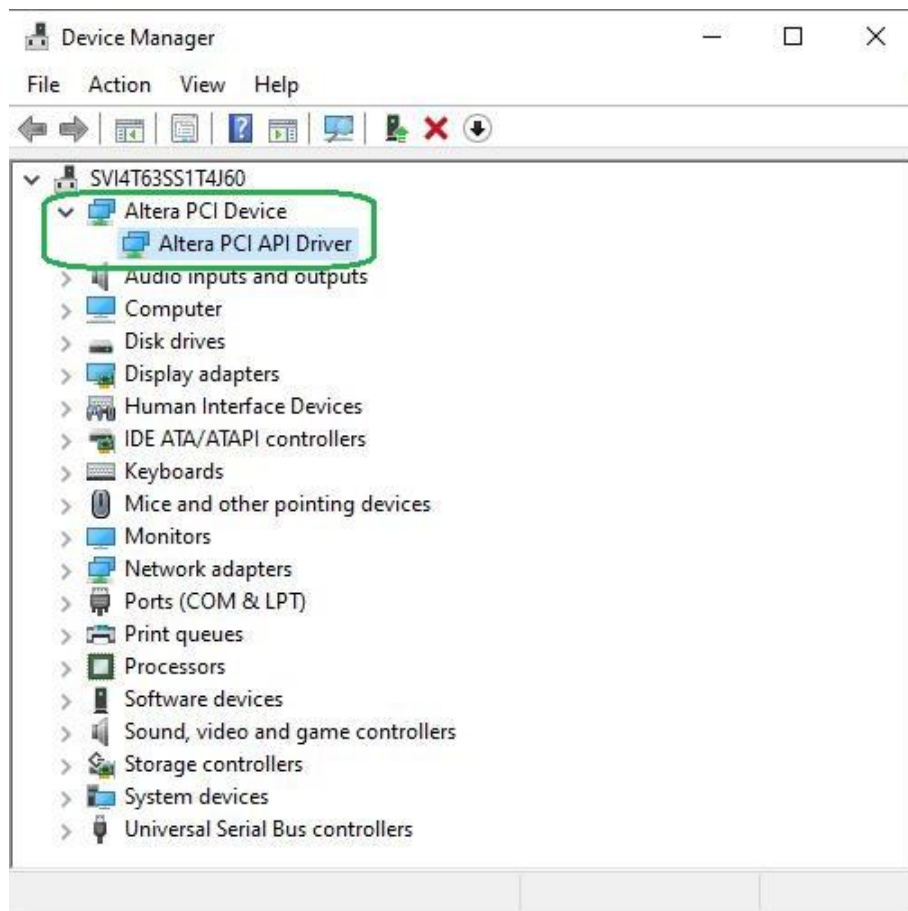 Device Manager
File Action View Help
SVI4T63SS1T4J60
Altera PCI Device
Altera PCI API Driver
Audio inputs and outputs
Computer
Disk drives
Display adapters
Human Interface Devices
IDE ATA/ATAPI controllers
Keyboards
Mice and other pointing devices
Monitors
Network adapters
Ports (COM & LPT)
Print queues
Processors
Software devices
Sound, video and game controllers
Storage controllers
System devices
Universal Serial Bus controllers